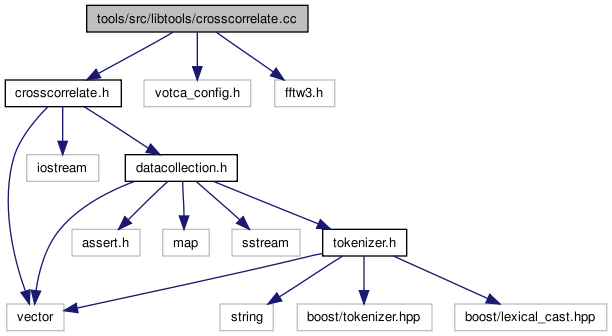 tools/src/libtools/crosscorrelate.cc
crosscorrelate.h
votca_config.h
fftw3.h
iostream
datacollection.h
assert.h
map
sstream
tokenizer.h
vector
string
boost/tokenizer.hpp
boost/lexical_cast.hpp